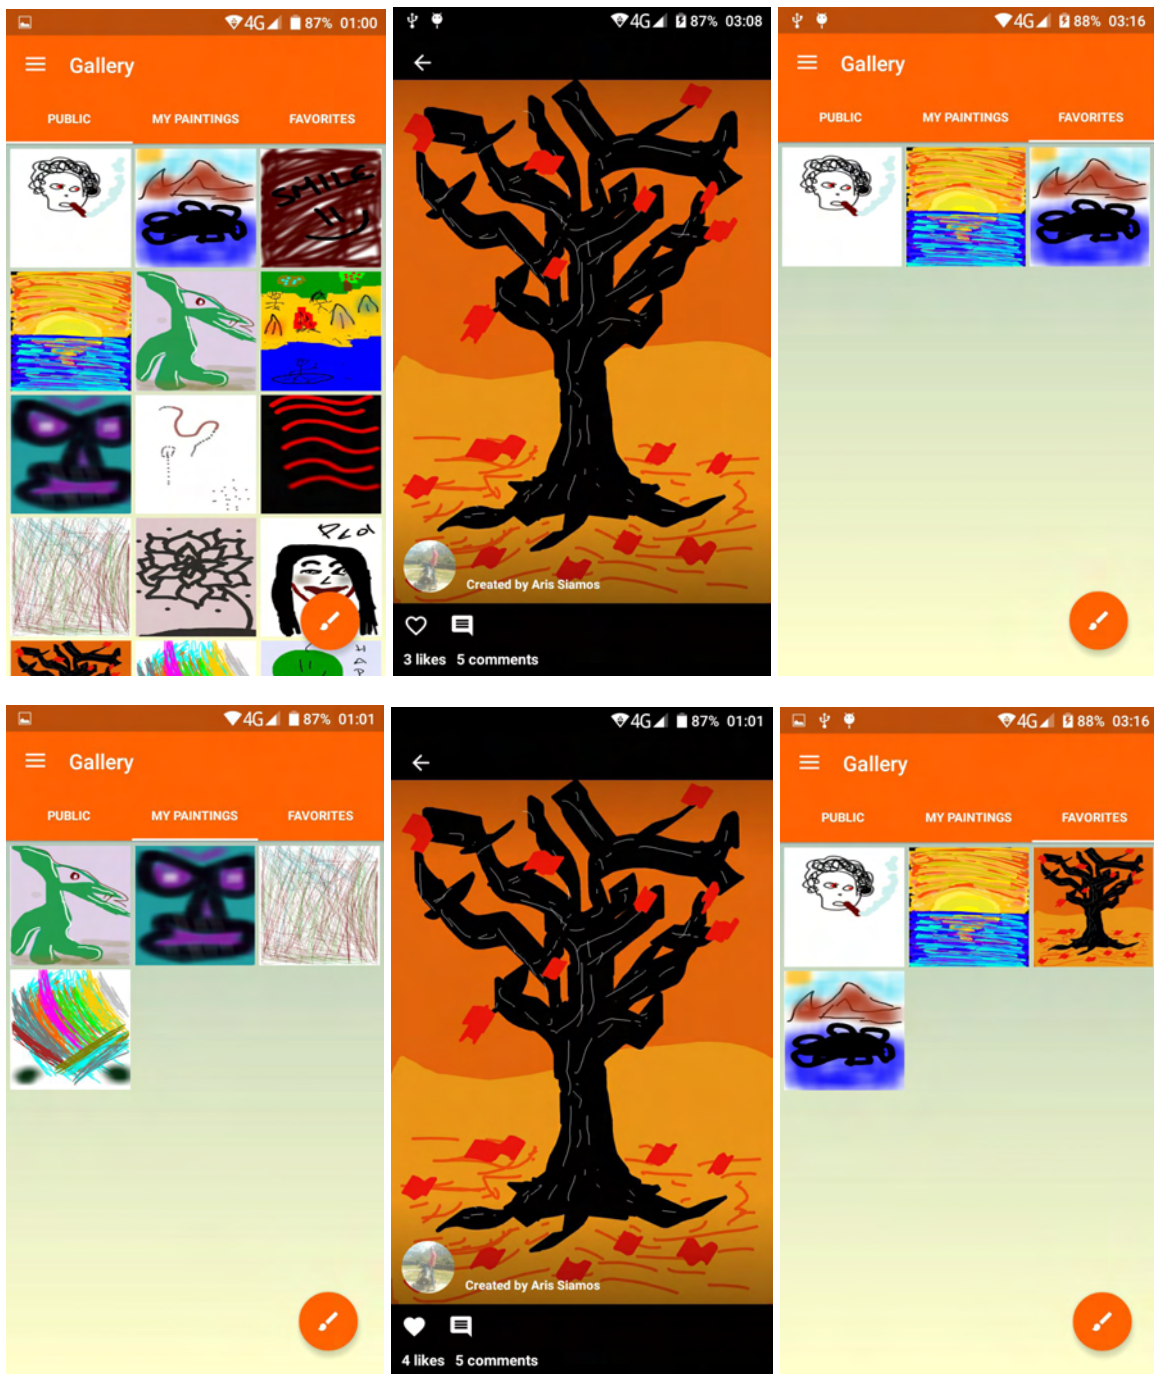 4G 87% 01:00
Gallery
PUBLIC MY PAINTINGS FAVORITES
SMILE
4G 87% 03:08
Created by Aris Siamos
3 likes 5 comments
4G 88% 03:16
Gallery
PUBLIC MY PAINTINGS FAVORITES
4G 87% 01:01
Gallery
PUBLIC MY PAINTINGS FAVORITES
4G 87% 01:01
Created by Aris Siamos
4 likes 5 comments
4G 88% 03:16
Gallery
PUBLIC MY PAINTINGS FAVORITES